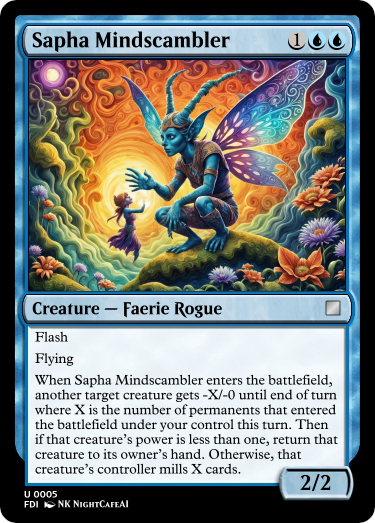 Sapha Mindscambler 1
Creature — Faerie Rogue
Flash
Flying
When Sapha Mindscambler enters the battlefield,
another target creature gets -X/-0 until end of turn
where X is the number of permanents that entered
the battlefield under your control this turn. Then
if that creature's power is less than one, return that
creature to its owner's hand. Otherwise, that
creature's controller mills X cards.
2/2
U 0005
FDI NK NightCafeAI